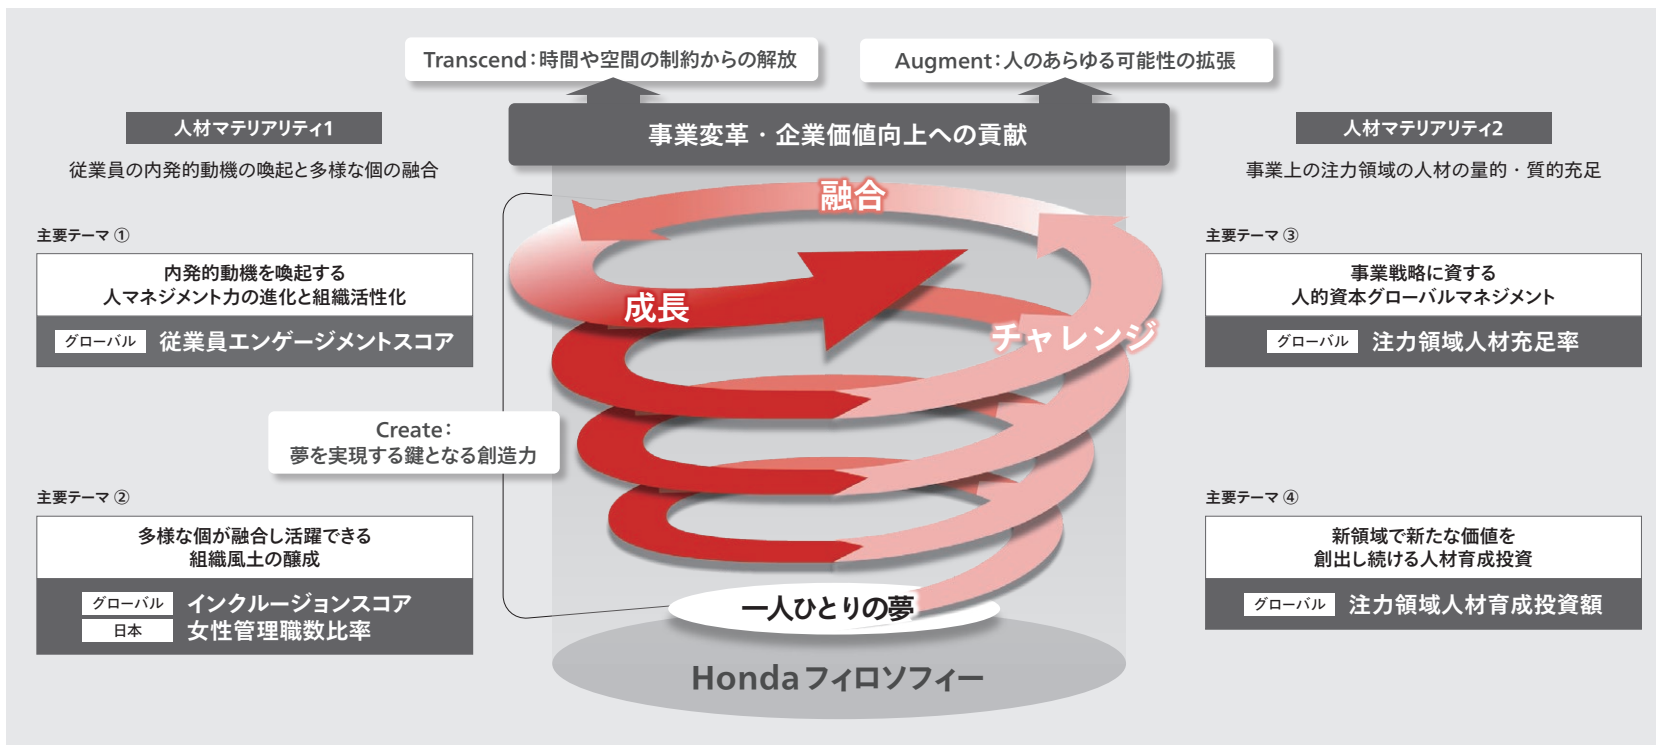 Transcend：時間や空間の制約からの解放
Augment：人のあらゆる可能性の拡張
事業変革・企業価値向上への貢献
人材マテリアリティ1
従業員の内発的動機の喚起と多様な個の融合
主要テーマ ①
内発的動機を喚起する
人マネジメント力の進化と組織活性化
グローバル 従業員エンゲージメントスコア
主要テーマ ②
多様な個が融合し活躍できる
組織風土の醸成
グローバル インクルージョンスコア
日本 女性管理職数比率
融合
成長
チャレンジ
Create：
夢を実現する鍵となる創造力
一人ひとりの夢
Hondaフィロソフィー
人材マテリアリティ2
事業上の注力領域の人材の量的・質的充足
主要テーマ ③
事業戦略に資する
人的資本グローバルマネジメント
グローバル 注力領域人材充足率
主要テーマ ④
新領域で新たな価値を
創出し続ける人材育成投資
グローバル 注力領域人材育成投資額